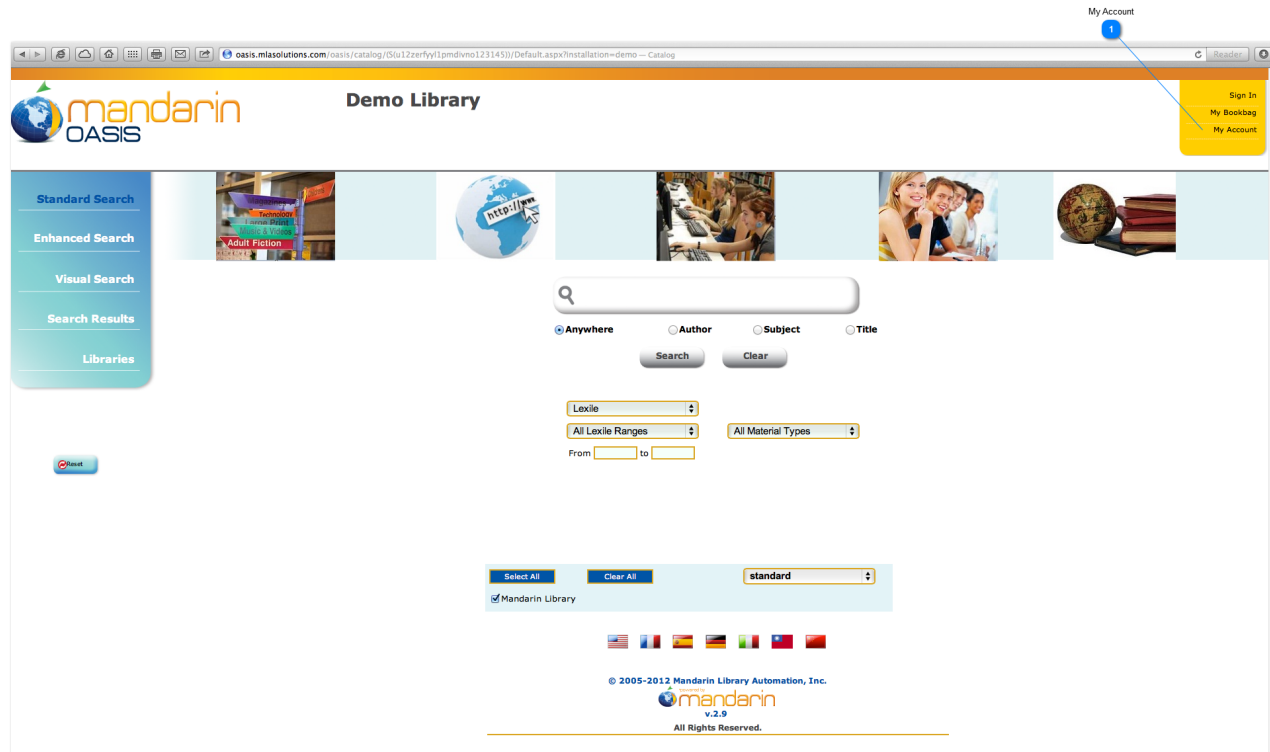 My Account
1
oasis.mlasolutions.com/oasis/catalog/(S(u12zerfyyl1pmdlvno123145))/Default.aspx?installation=demo — Catalog
Reader
mandarin
OASIS
Demo Library
Sign In
My Bookbag
My Account
Standard Search
Enhanced Search
Visual Search
Search Results
Libraries
Magazines
Technology
Large Print
Music & Videos
Adult Fiction
http://www
Anywhere Author Subject Title
Search Clear
Lexile
All Lexile Ranges All Material Types
From to
Reset
Select All Clear All standard
Mandarin Library
© 2005-2012 Mandarin Library Automation, Inc.
powered by
mandarin
v.2.9
All Rights Reserved.